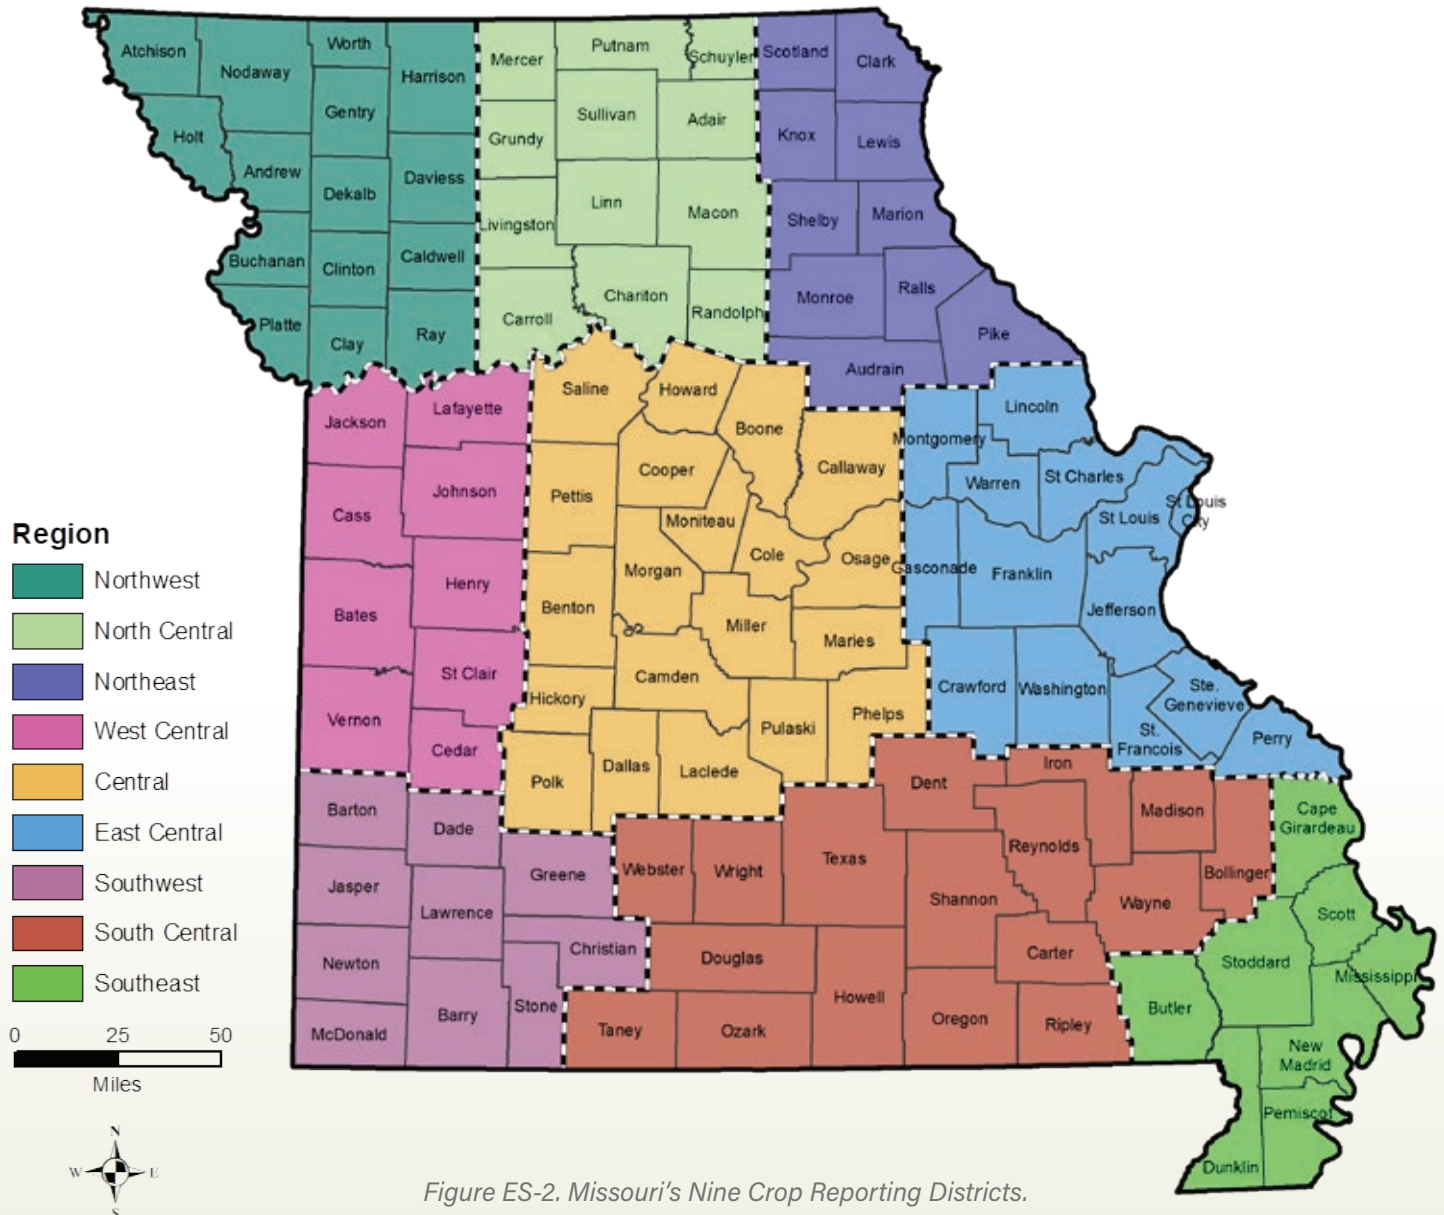 Atchison
Nodaway
Worth
Harrison
Gentry
Holt
Andrew
Dekalb
Daviess
Buchanan
Clinton
Caldwell
Platte
Clay
Ray
Mercer
Putnam
Schuyler
Sullivan
Adair
Grundy
Linn
Macon
Livingston
Chariton
Carroll
Randolph
Scotland
Clark
Knox
Lewis
Shelby
Marion
Monroe
Ralls
Pike
Audrain
Jackson
Lafayette
Johnson
Cass
Henry
Bates
St Clair
Vernon
Cedar
Saline
Howard
Boone
Cooper
Callaway
Pettis
Moniteau
Cole
Osage
Morgan
Benton
Miller
Maries
Camden
Hickory
Pulaski
Phelps
Polk
Dallas
Laclede
Lincoln
Montgomery
Warren
St Charles
St Louis
St Louis
City
Gasconade
Franklin
Jefferson
Crawford
Washington
Ste.
Genevieve
St.
Francois
Perry
Barton
Dade
Greene
Jasper
Lawrence
Christian
Newton
Barry
Stone
McDonald
Dent
Iron
Madison
Reynolds
Bollinger
Webster
Wright
Texas
Shannon
Wayne
Carter
Douglas
Howell
Taney
Ozark
Oregon
Ripley
Cape
Girardeau
Scott
Stoddard
Mississippi
Butler
New
Madrid
Pemiscot
Dunklin
Region
Northwest
North Central
Northeast
West Central
Central
East Central
Southwest
South Central
Southeast
0 25 50
Miles
N
W E
S
Figure ES-2. Missouri's Nine Crop Reporting Districts.